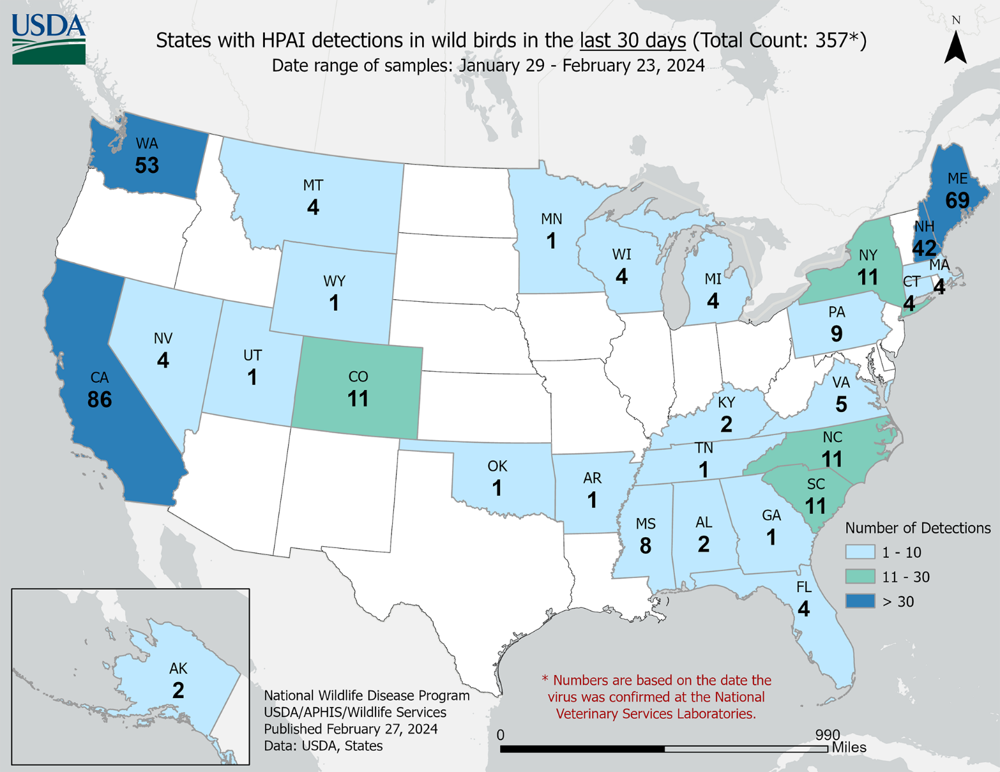 USDA
States with HPAI detections in wild birds in the last 30 days (Total Count: 357*)
Date range of samples: January 29 - February 23, 2024
N
WA
53
MT
4
ME
69
MN
1
NH
42
WI
4
NY
11
MA
4
MI
4
CT
4
WY
1
PA
9
NV
4
UT
1
CO
11
CA
86
VA
5
KY
2
NC
11
TN
1
OK
1
AR
1
SC
11
MS
8
AL
2
GA
1
FL
4
Number of Detections
1 - 10
11 - 30
> 30
AK
2
National Wildlife Disease Program
USDA/APHIS/Wildlife Services
Published February 27, 2024
Data: USDA, States
* Numbers are based on the date the
virus was confirmed at the National
Veterinary Services Laboratories.
0
990
Miles